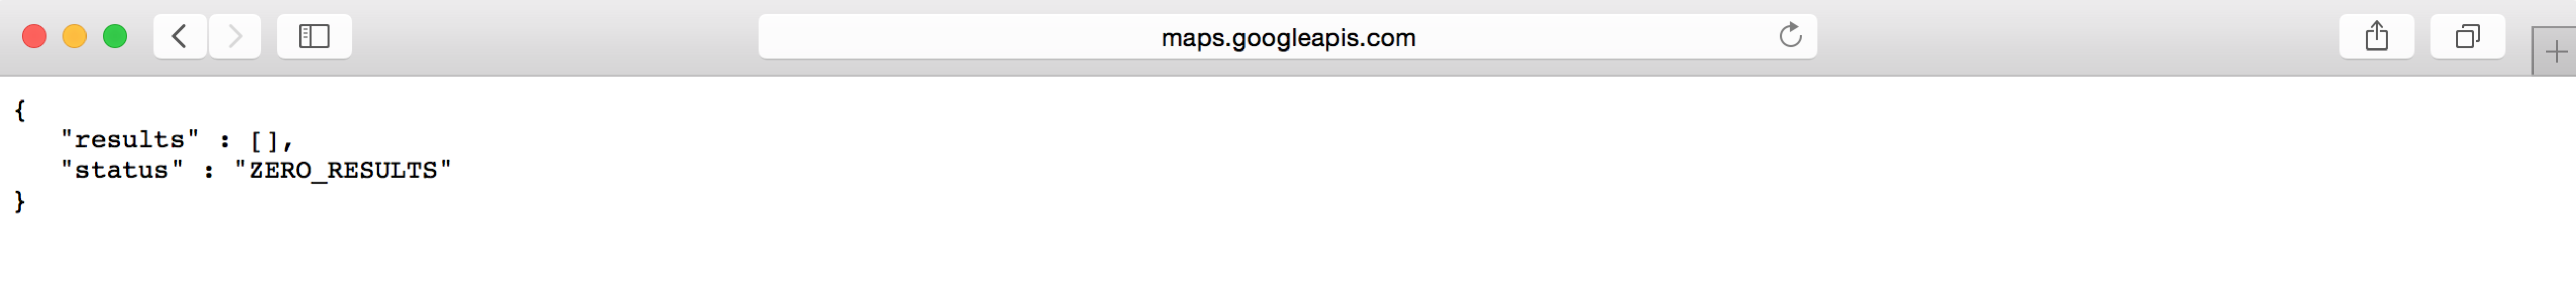 maps.googleapis.com
{
"results" : [],
"status" : "ZERO_RESULTS"
}